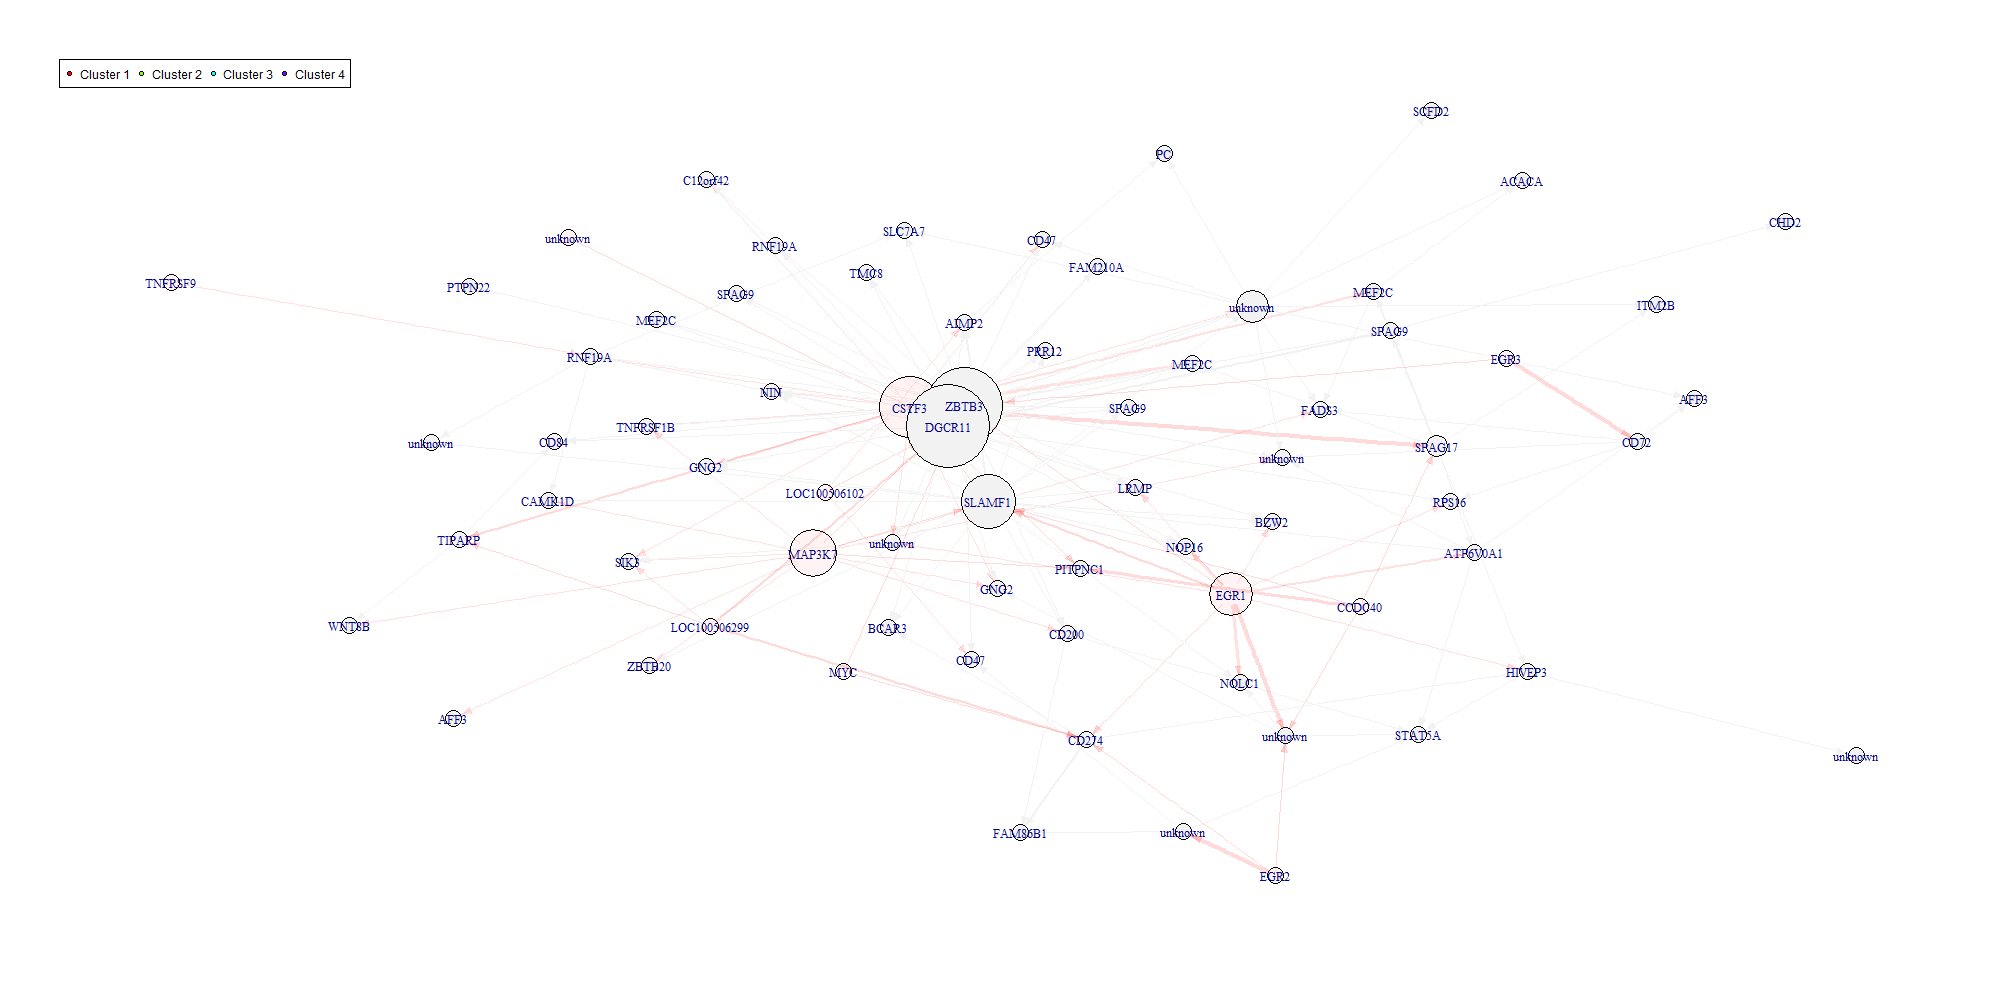 Cluster 1 Cluster 2 Cluster 3 Cluster 4
SCFD2
PC
C12orf42
ACACA
CHD2
SLC7A7
unknown
CD47
RNF19A
FAM210A
TMC8
TNFRSF9
PTPN22
SPAG9
MEF2C
unknown
ITM2B
MEF2C
AIMP2
SPAG9
PRR12
RNF19A
EGR3
MEF2C
NIN
AFF3
CSTF3
ZBTB3
SPAG9
FADS3
DGCR11
TNFRSF1B
unknown
CD84
CD72
SPAG17
unknown
GNG2
LRMP
LOC100506102
CAMK1D
SLAMF1
RPS16
BZW2
TIPARP
unknown
NOP16
MAP3K7
ATP6V0A1
SIK3
PITPNC1
GNG2
EGR1
CCDC40
WNT8B
LOC100506299
BCAR3
CD200
CD47
ZBTB20
MYC
HIVEP3
NOLC1
AFF3
unknown
STAT5A
CD274
unknown
FAM86B1
unknown
EGR2